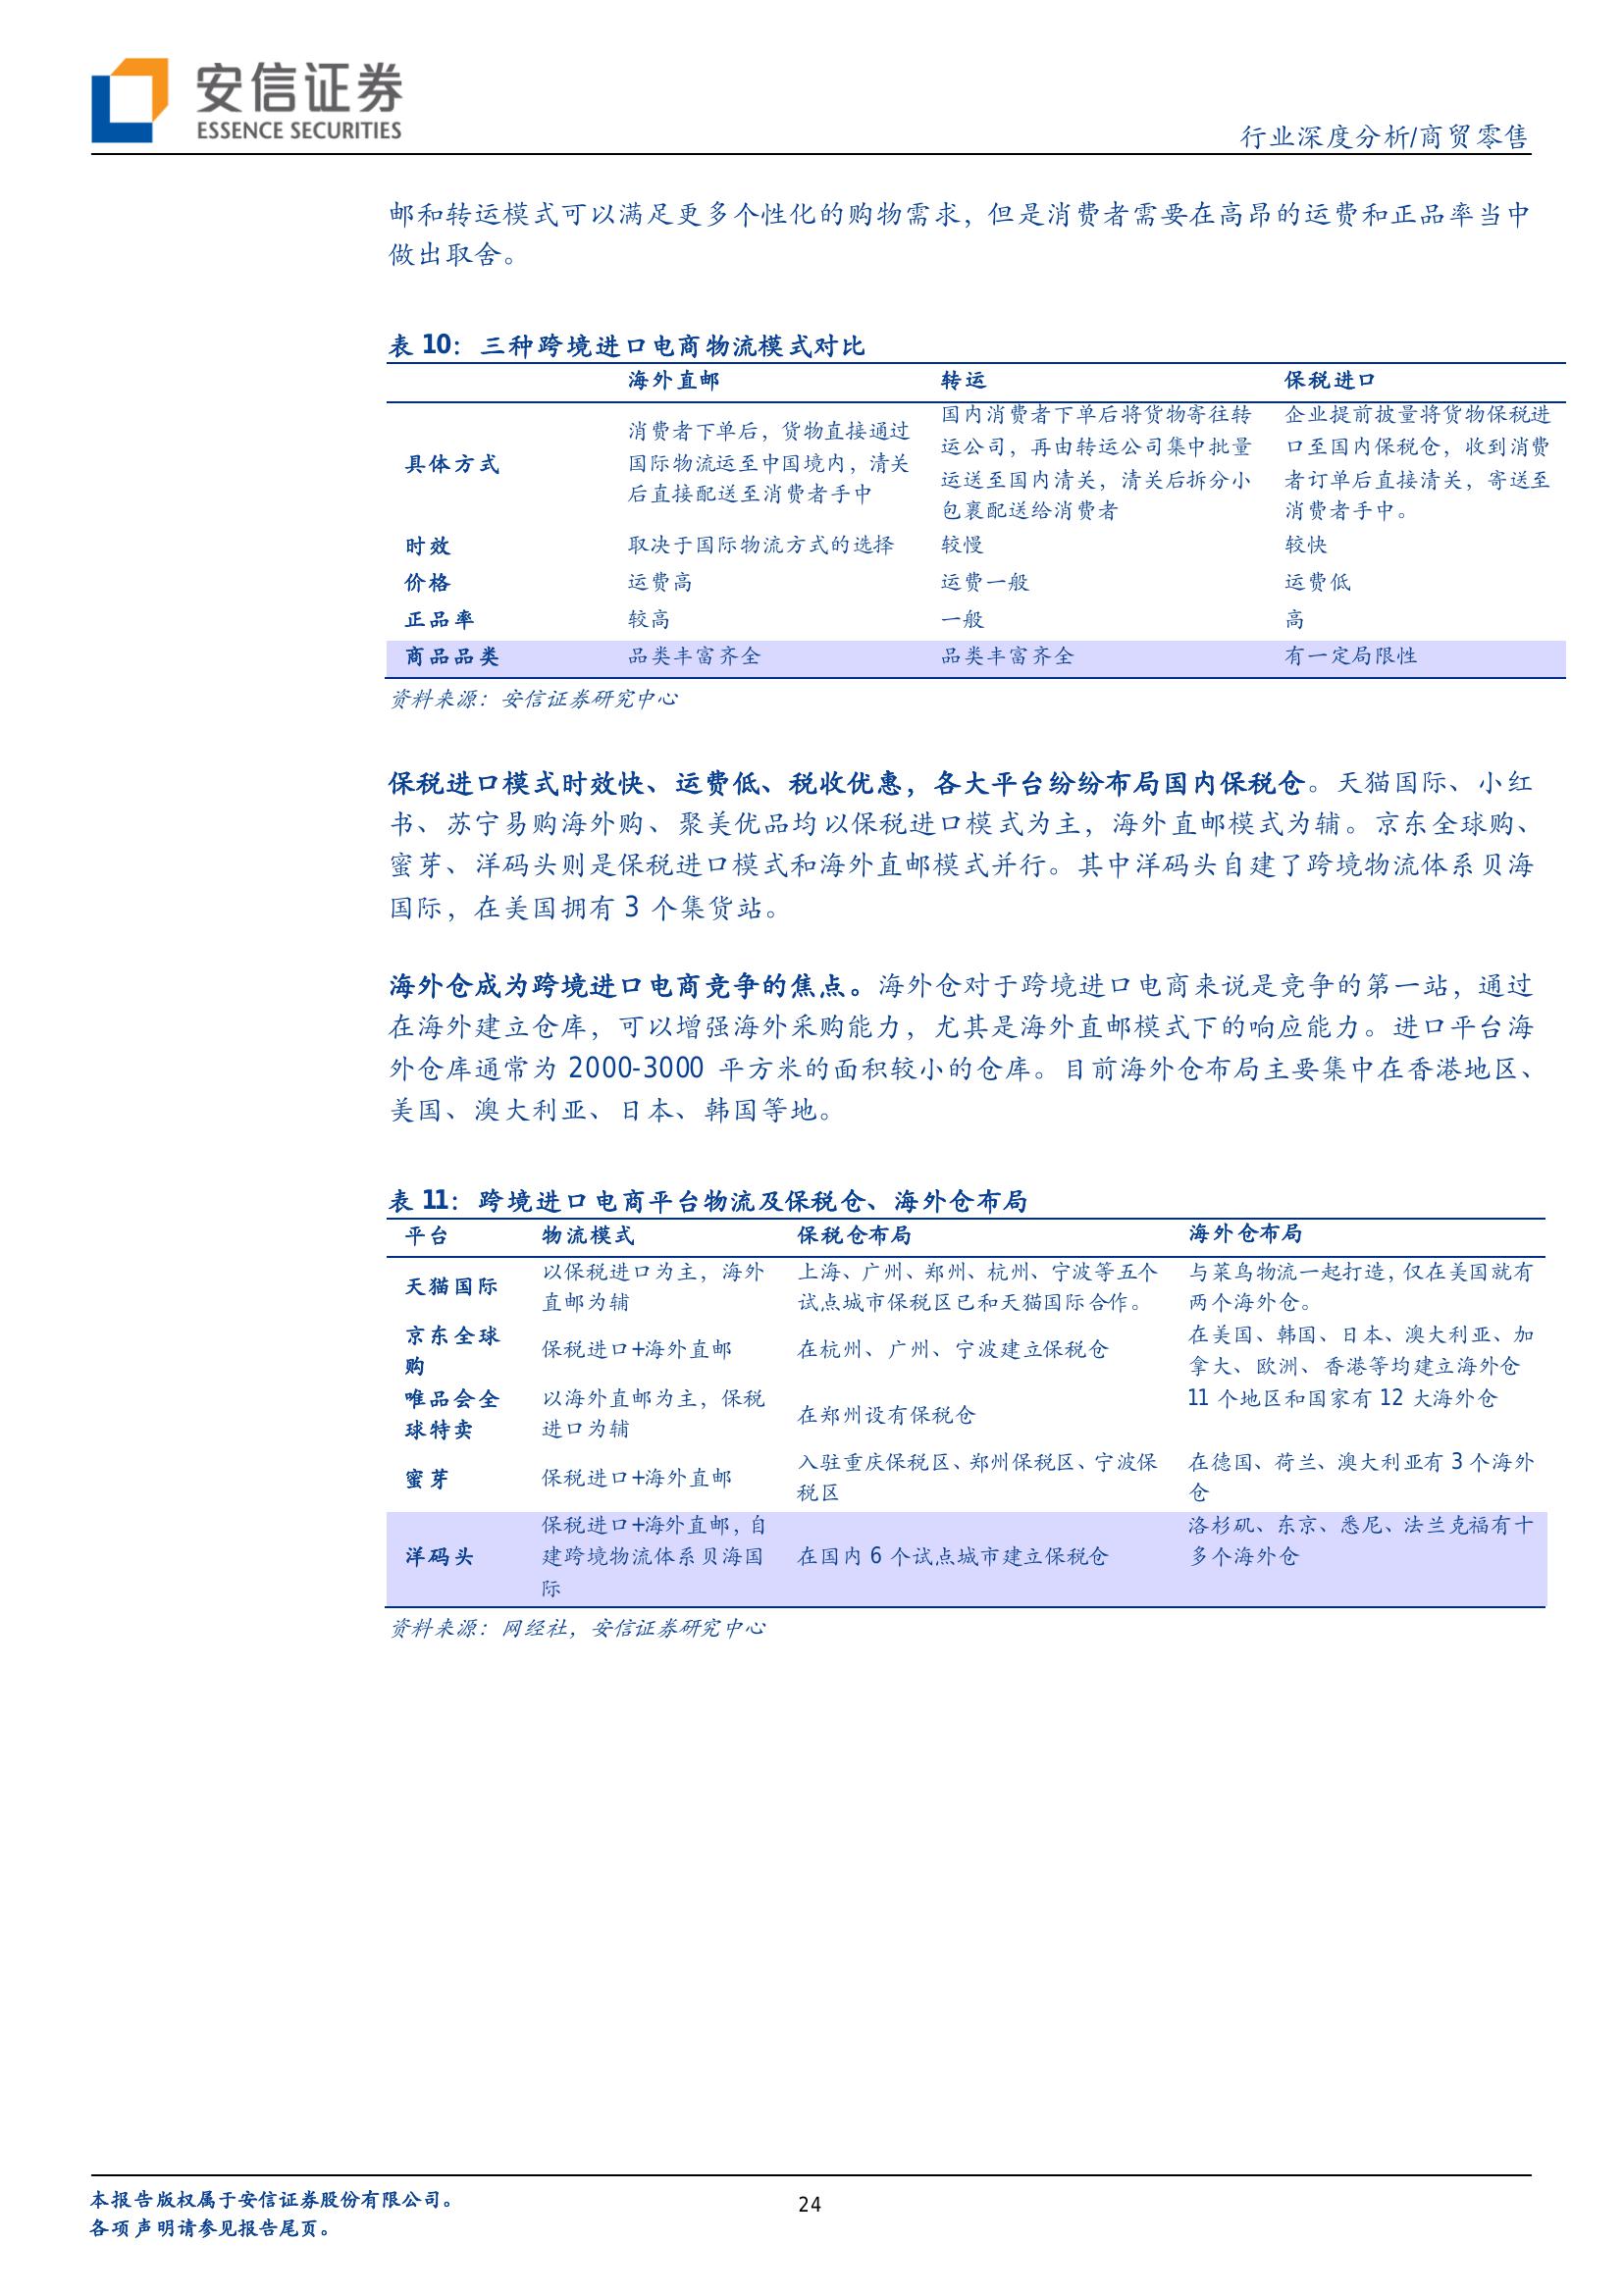 安信证券
ESSENCE SECURITIES
行业深度分析/商贸零售
邮和转运模式可以满足更多个性化的购物需求，但是消费者需要在高昂的运费和正品率当中
做出取舍。
表 10：三种跨境进口电商物流模式对比
海外直邮 转运 保税进口
具体方式
消费者下单后，货物直接通过
国际物流运至中国境内，清关
后直接配送至消费者手中
国内消费者下单后将货物寄往转
运公司，再由转运公司集中批量
运送至国内清关，清关后拆分小
包裹配送给消费者
企业提前披量将货物保税进
口至国内保税仓，收到消费
者订单后直接清关，寄送至
消费者手中。
时效 取决于国际物流方式的选择 较慢 较快
价格 运费高 运费一般 运费低
正品率 较高 一般 高
商品品类 品类丰富齐全 品类丰富齐全 有一定局限性
资料来源：安信证券研究中心
保税进口模式时效快、运费低、税收优惠，各大平台纷纷布局国内保税仓。天猫国际、小红
书、苏宁易购海外购、聚美优品均以保税进口模式为主，海外直邮模式为辅。京东全球购、
蜜芽、洋码头则是保税进口模式和海外直邮模式并行。其中洋码头自建了跨境物流体系贝海
国际，在美国拥有 3 个集货站。
海外仓成为跨境进口电商竞争的焦点。海外仓对于跨境进口电商来说是竞争的第一站，通过
在海外建立仓库，可以增强海外采购能力，尤其是海外直邮模式下的响应能力。进口平台海
外仓库通常为 2000-3000 平方米的面积较小的仓库。目前海外仓布局主要集中在香港地区、
美国、澳大利亚、日本、韩国等地。
表 11：跨境进口电商平台物流及保税仓、海外仓布局
平台 物流模式 保税仓布局 海外仓布局
天猫国际
以保税进口为主，海外
直邮为辅
上海、广州、郑州、杭州、宁波等五个
试点城市保税区已和天猫国际合作。
与菜鸟物流一起打造，仅在美国就有
两个海外仓。
京东全球
购
保税进口+海外直邮
在杭州、广州、宁波建立保税仓
在美国、韩国、日本、澳大利亚、加
拿大、欧洲、香港等均建立海外仓
唯品会全
球特卖
以海外直邮为主，保税
进口为辅
在郑州设有保税仓
11 个地区和国家有 12 大海外仓
蜜芽
保税进口+海外直邮
入驻重庆保税区、郑州保税区、宁波保
税区
在德国、荷兰、澳大利亚有 3 个海外
仓
洋码头
保税进口+海外直邮，自
建跨境物流体系贝海国
际
在国内 6 个试点城市建立保税仓
洛杉矶、东京、悉尼、法兰克福有十
多个海外仓
资料来源：网经社，安信证券研究中心
本报告版权属于安信证券股份有限公司。
各项声明请参见报告尾页。
24